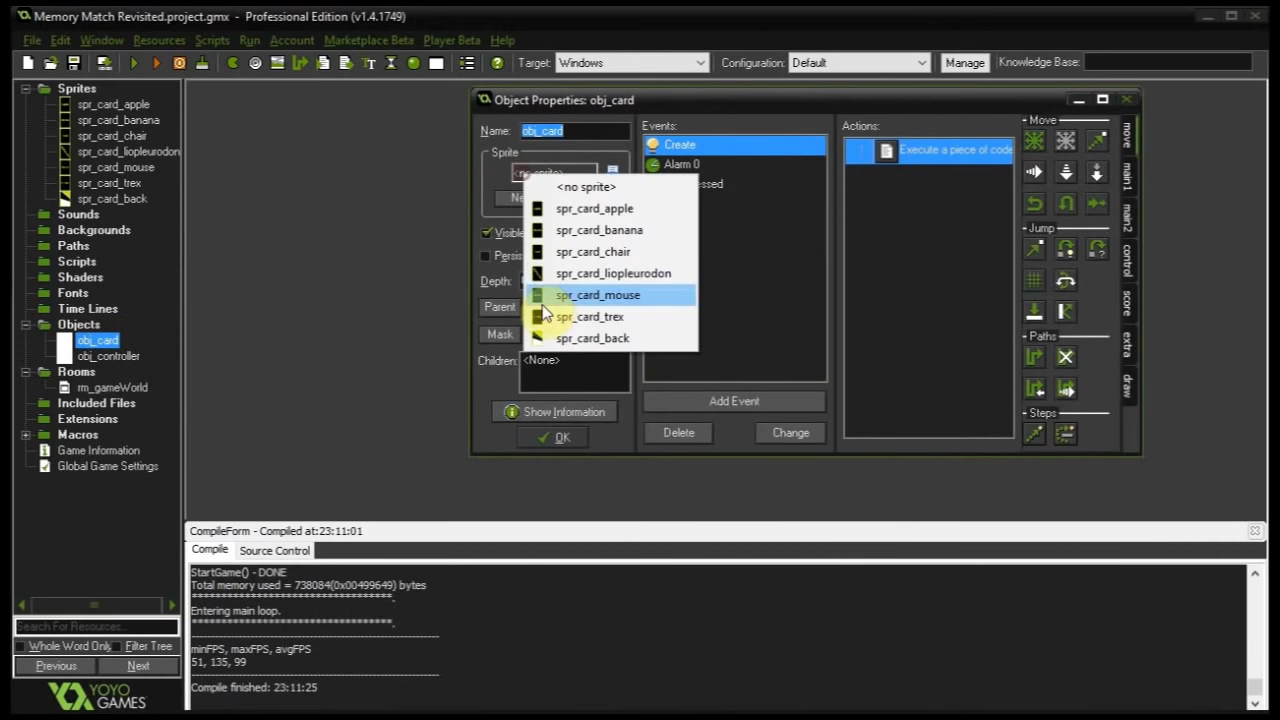 Memory Match Revisited.project.gmx - Professional Edition (v1.4.1749)
File Edit Window Resources Scripts Run Account Marketplace Beta Player Beta Help
Target: Windows Configuration: Default Manage Knowledge Base:
Sprites
spr_card_apple
spr_card_banana
spr_card_chair
spr_card_liopleurodon
spr_card_mouse
spr_card_trex
spr_card_back
Sounds
Backgrounds
Paths
Scripts
Shaders
Fonts
Time Lines
Objects
obj_card
obj_controller
Rooms
rm_gameWorld
Included Files
Extensions
Macros
Game Information
Global Game Settings
Search For Resources...
Whole Word Only Filter Tree
Previous Next
YOYO
GAMES
Object Properties: obj_card
Name: obj_card
Sprite
<no sprite>
<no sprite>
spr_card_apple
spr_card_banana
spr_card_chair
spr_card_liopleurodon
spr_card_mouse
spr_card_trex
spr_card_back
Visible
Depth:
Parent
Mask
Children: <None>
Show Information
OK
Events:
Create
Alarm 0
Add Event
Delete Change
Actions:
Execute a piece of code
Move
Jump
Paths
Steps
move
main1
main2
control
score
extra
draw
CompileForm - Compiled at:23:11:01
Compile Source Control
StartGame() - DONE
Total memory used = 738084(0x00499649) bytes
Entering main loop.
minFPS, maxFPS, avgFPS
51, 135, 99
Compile finished: 23:11:25